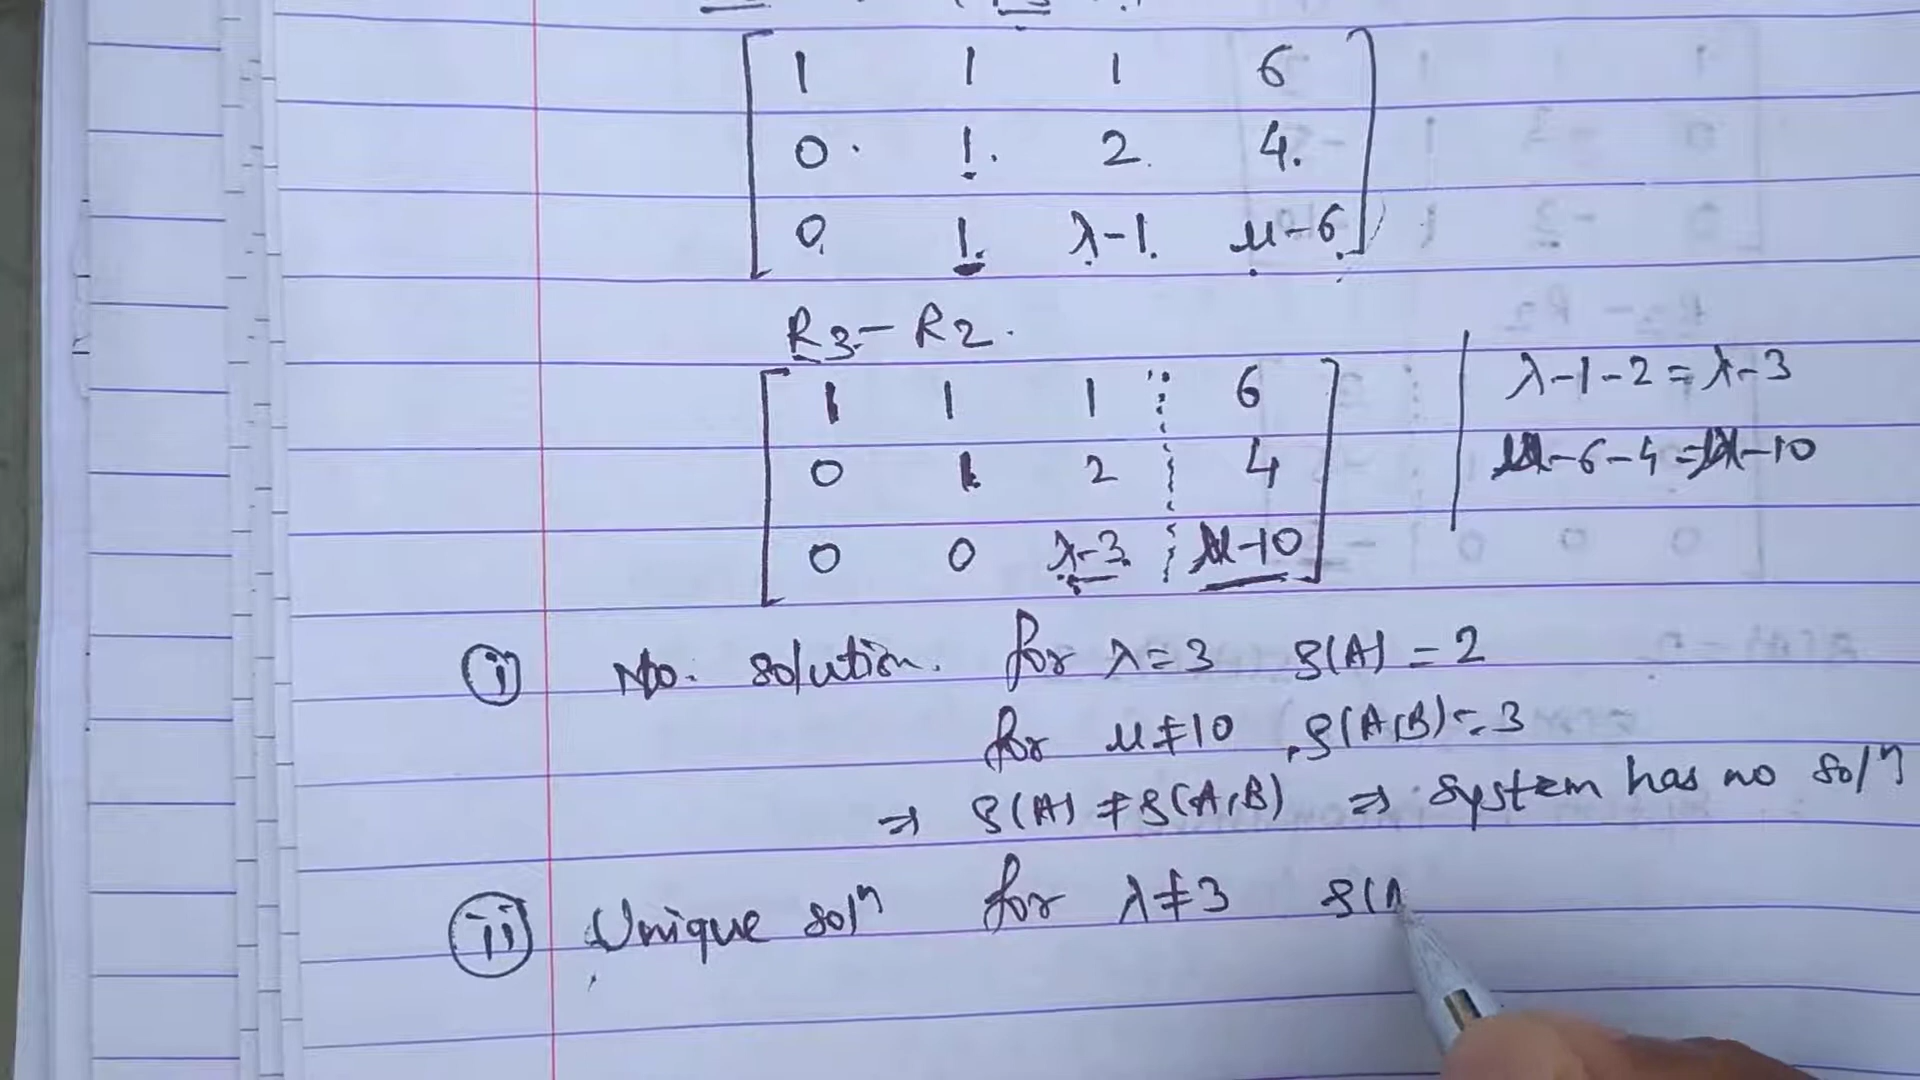 1 1 1 6
0 1 2 4
0 1 λ-1 μ-6
R3 - R2.
1 1 1 6
0 1 2 4
0 0 λ-3 μ-10
λ-1-2 = λ-3
μ-6-4 = μ-10
(i) No. solution. for λ=3 ρ(A) = 2
for μ≠10, ρ(A,B) = 3
⇒ ρ(A) ≠ ρ(A,B) ⇒ system has no solⁿ
(ii) Unique solⁿ for λ≠3 ρ(A